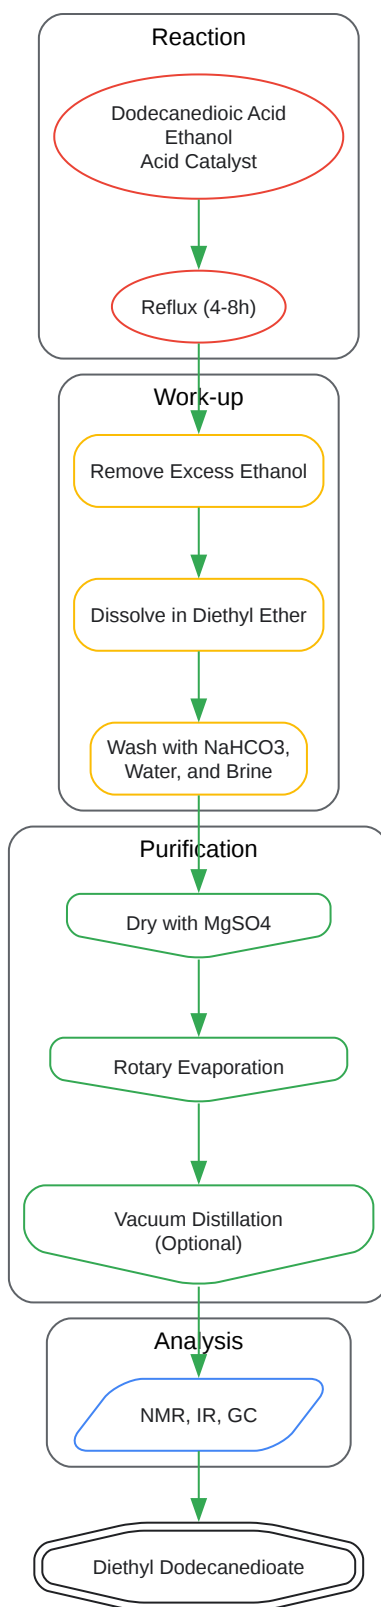 Reaction
Dodecanedioic Acid
Ethanol
Acid Catalyst
Reflux (4-8h)
Work-up
Remove Excess Ethanol
Dissolve in Diethyl Ether
Wash with NaHCO3,
Water, and Brine
Purification
Dry with MgSO4
Rotary Evaporation
Vacuum Distillation
(Optional)
Analysis
NMR, IR, GC
Diethyl Dodecanedioate